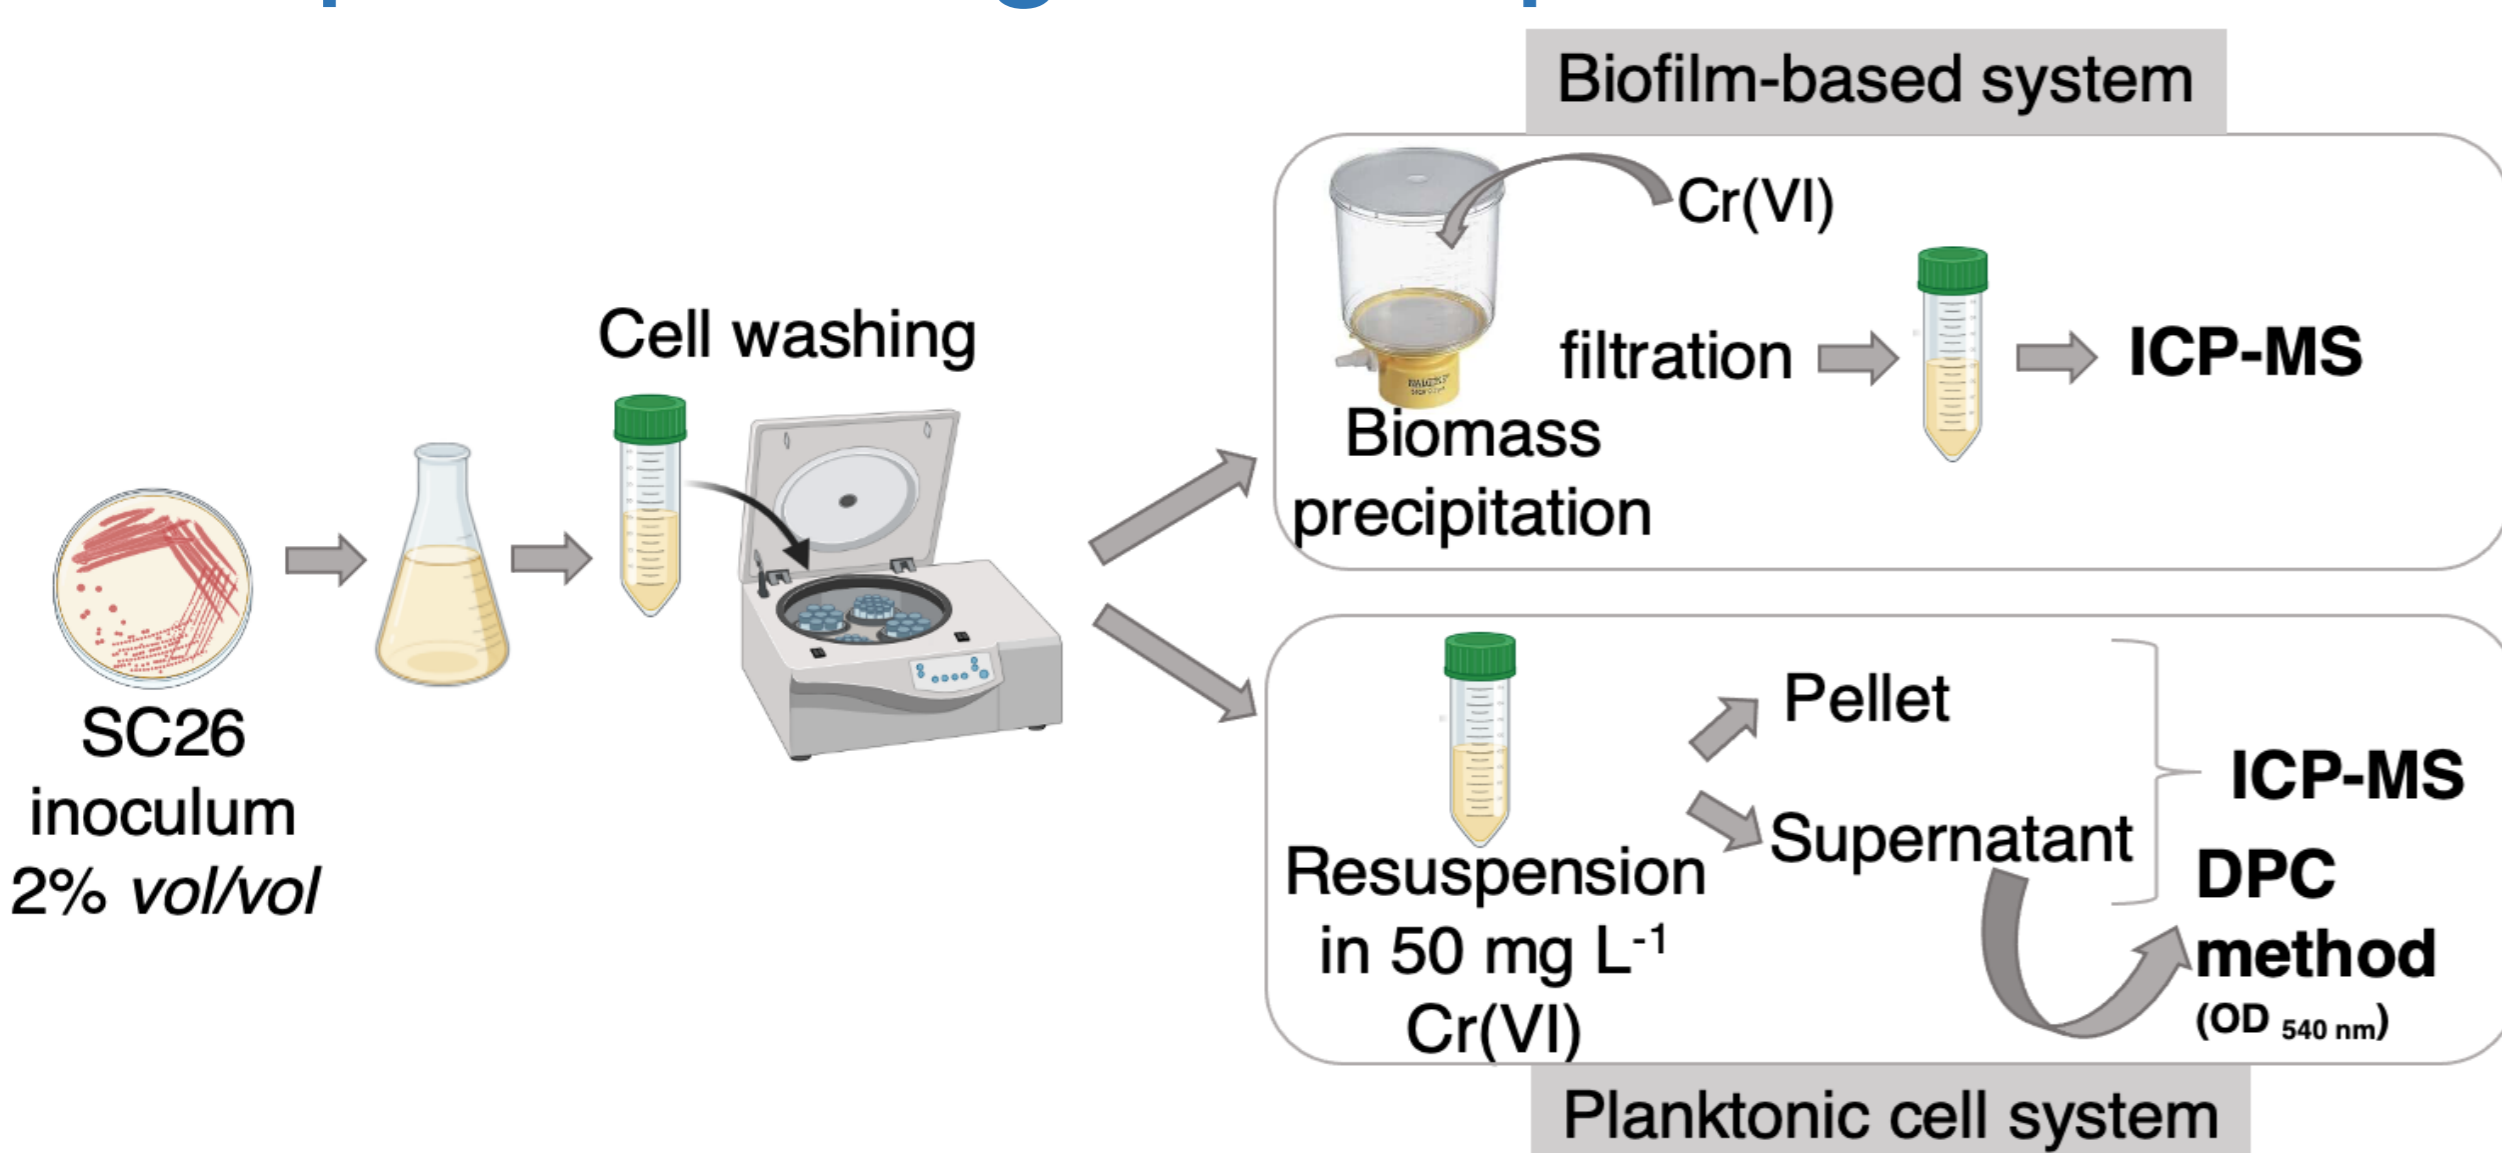 SC26
inoculum
2% vol/vol
Cell washing
Biofilm-based system
Cr(VI)
filtration
ICP-MS
Biomass
precipitation
Pellet
Supernatant
Resuspension
in 50 mg L⁻¹
Cr(VI)
ICP-MS
DPC
method
(OD 540 nm)
Planktonic cell system